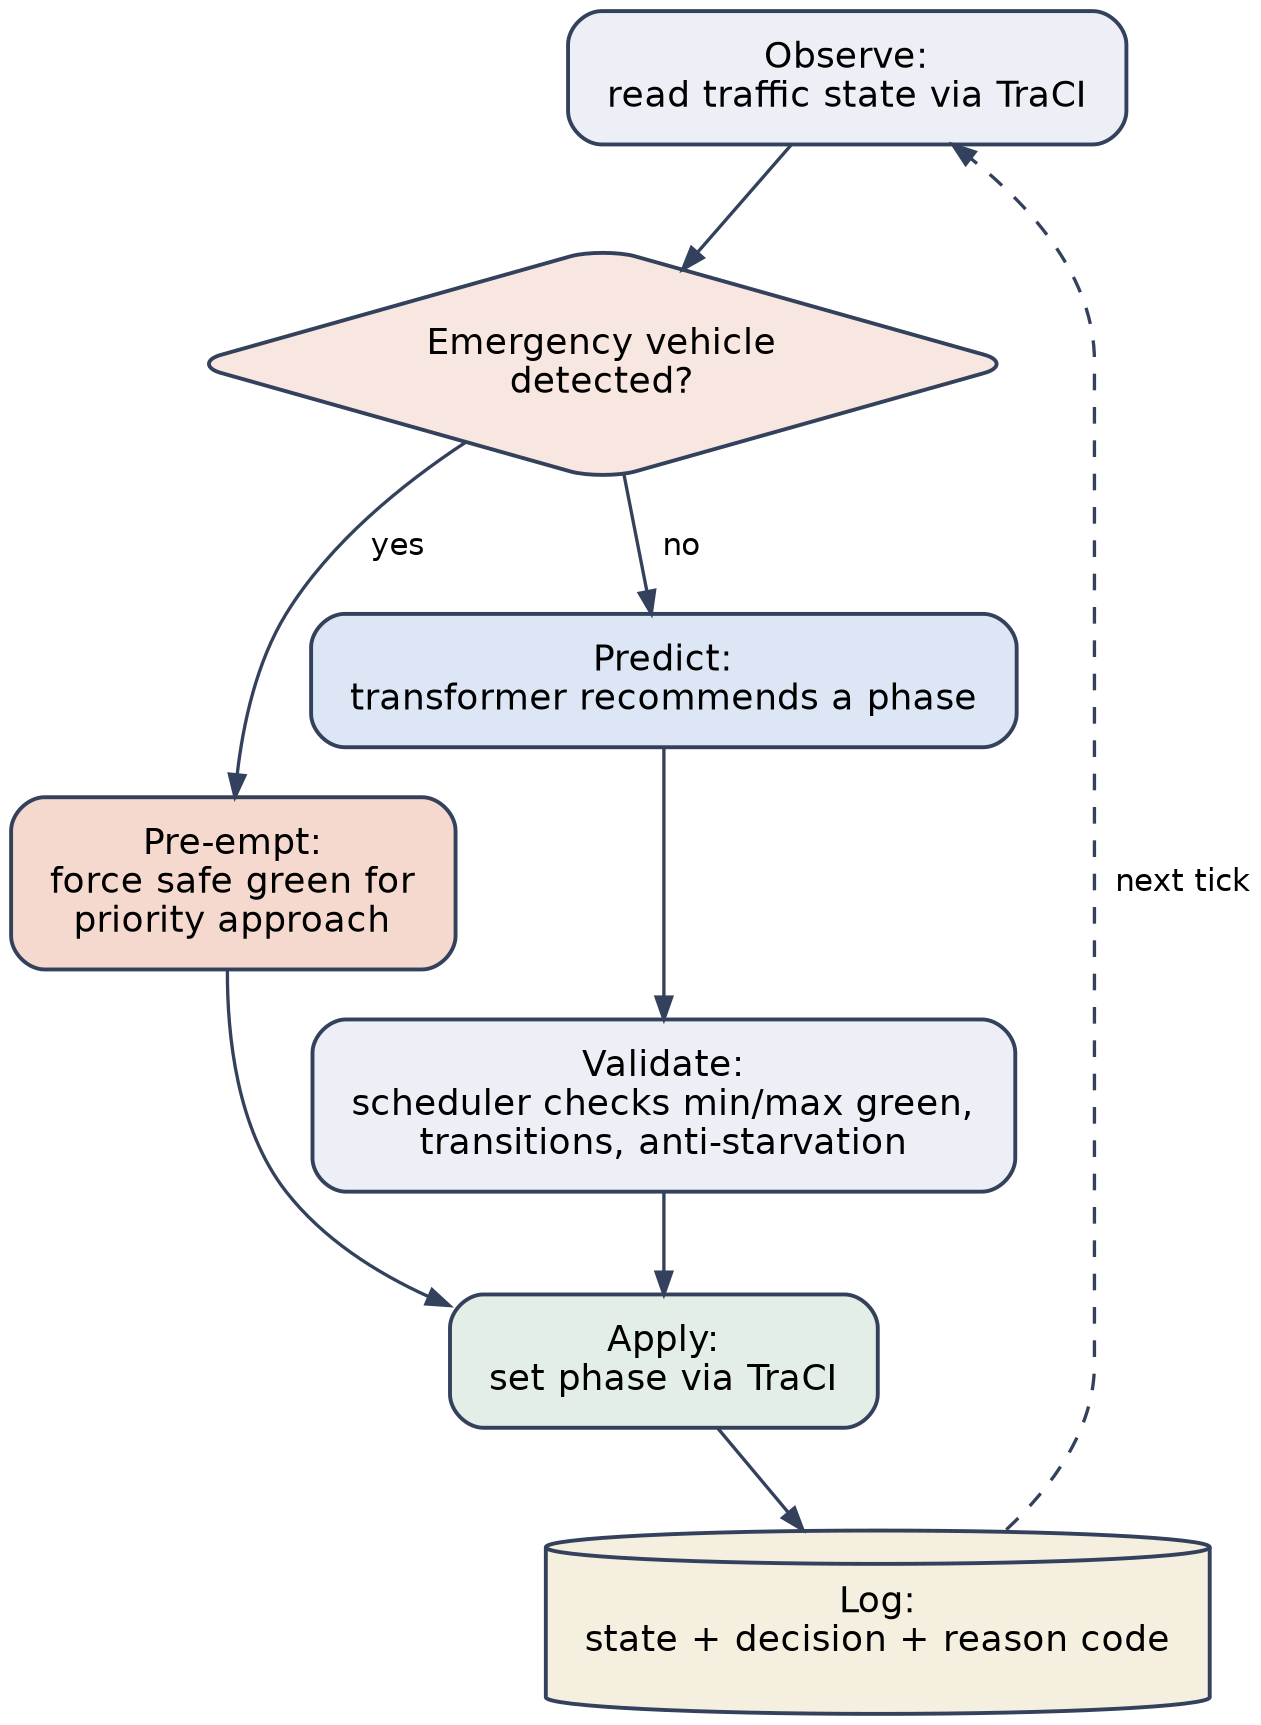 Observe:
read traffic state via TraCI
Emergency vehicle
detected?
yes
no
Predict:
transformer recommends a phase
Pre-empt:
force safe green for
priority approach
next tick
Validate:
scheduler checks min/max green,
transitions, anti-starvation
Apply:
set phase via TraCI
Log:
state + decision + reason code